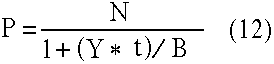 P = N / 1 + (Y * t) / B (12)